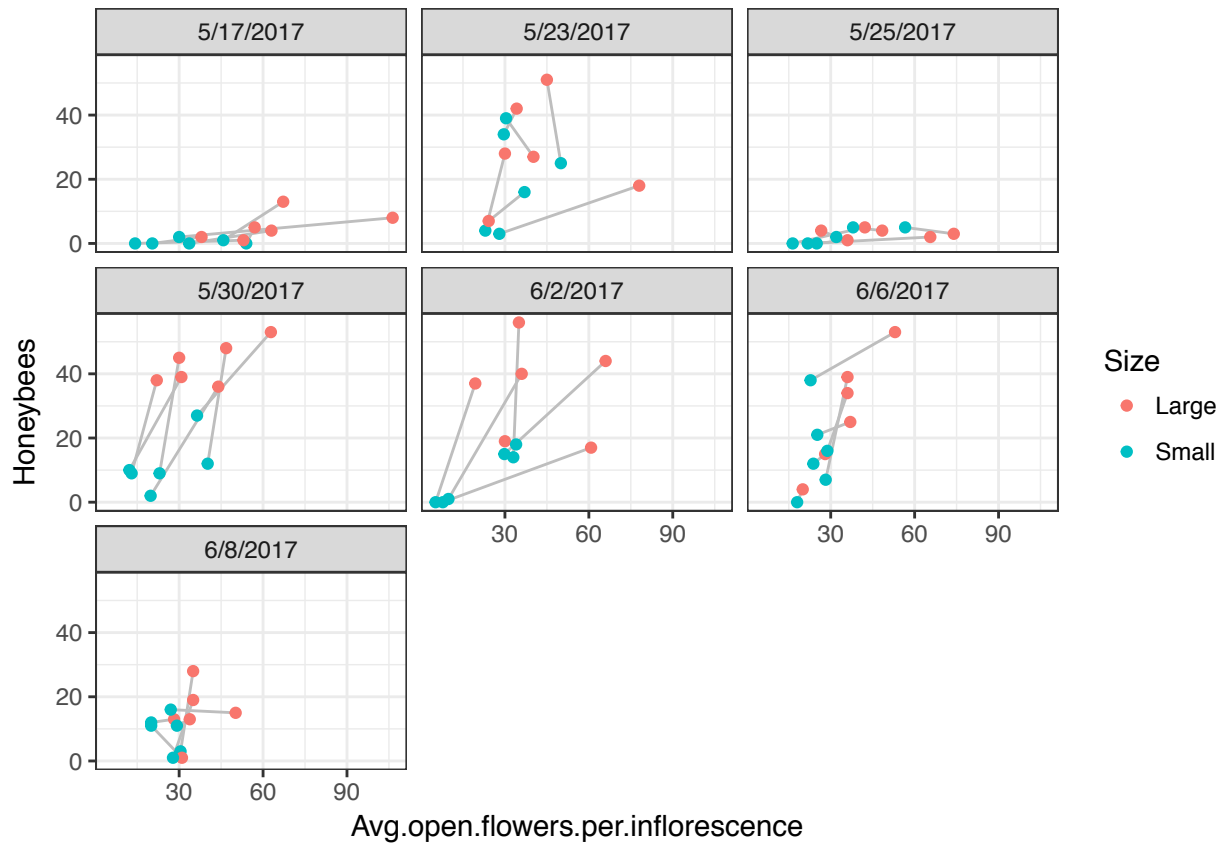 5/17/2017 5/23/2017 5/25/2017
40
20
0
5/30/2017 6/2/2017 6/6/2017
40
20
0
30 60 90 30 60 90
6/8/2017
40
20
0
30 60 90
Avg.open.flowers.per.inflorescence
Honeybees
Size
Large
Small